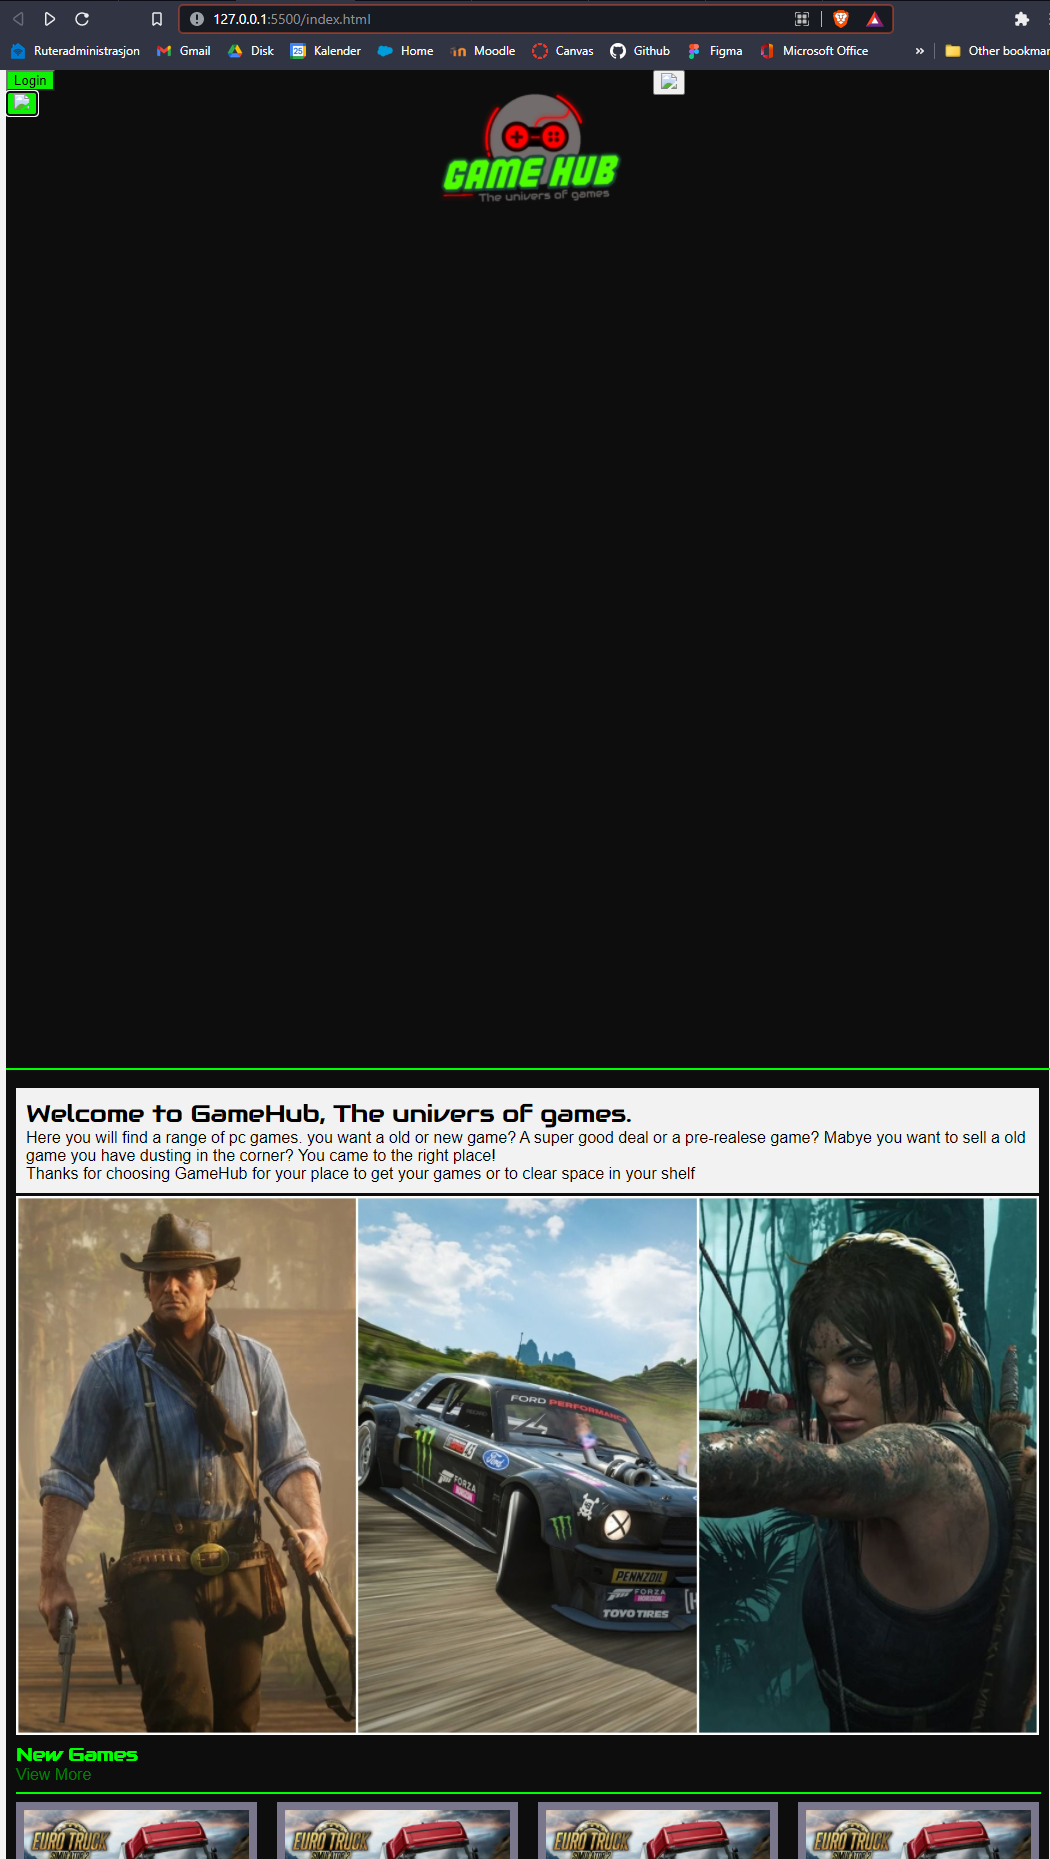 127.0.0.1:5500/index.html
Ruteradministrasjon Gmail Disk 25 Kalender Home Moodle Canvas Github Figma Microsoft Office » Other bookmar
Login
GAME HUB
The univers of games
Welcome to GameHub, The univers of games.
Here you will find a range of pc games. you want a old or new game? A super good deal or a pre-realese game? Mabye you want to sell a old
game you have dusting in the corner? You came to the right place!
Thanks for choosing GameHub for your place to get your games or to clear space in your shelf
FORD PERFORMANCE
43
Ford
FORZA
HORIZON
PENNZOIL
FORZA
HORIZON
TOYO TIRES
New Games
View More
EURO TRUCK EURO TRUCK EURO TRUCK EURO TRUCK
SIMULATOR 2 SIMULATOR 2 SIMULATOR 2 SIMULATOR 2